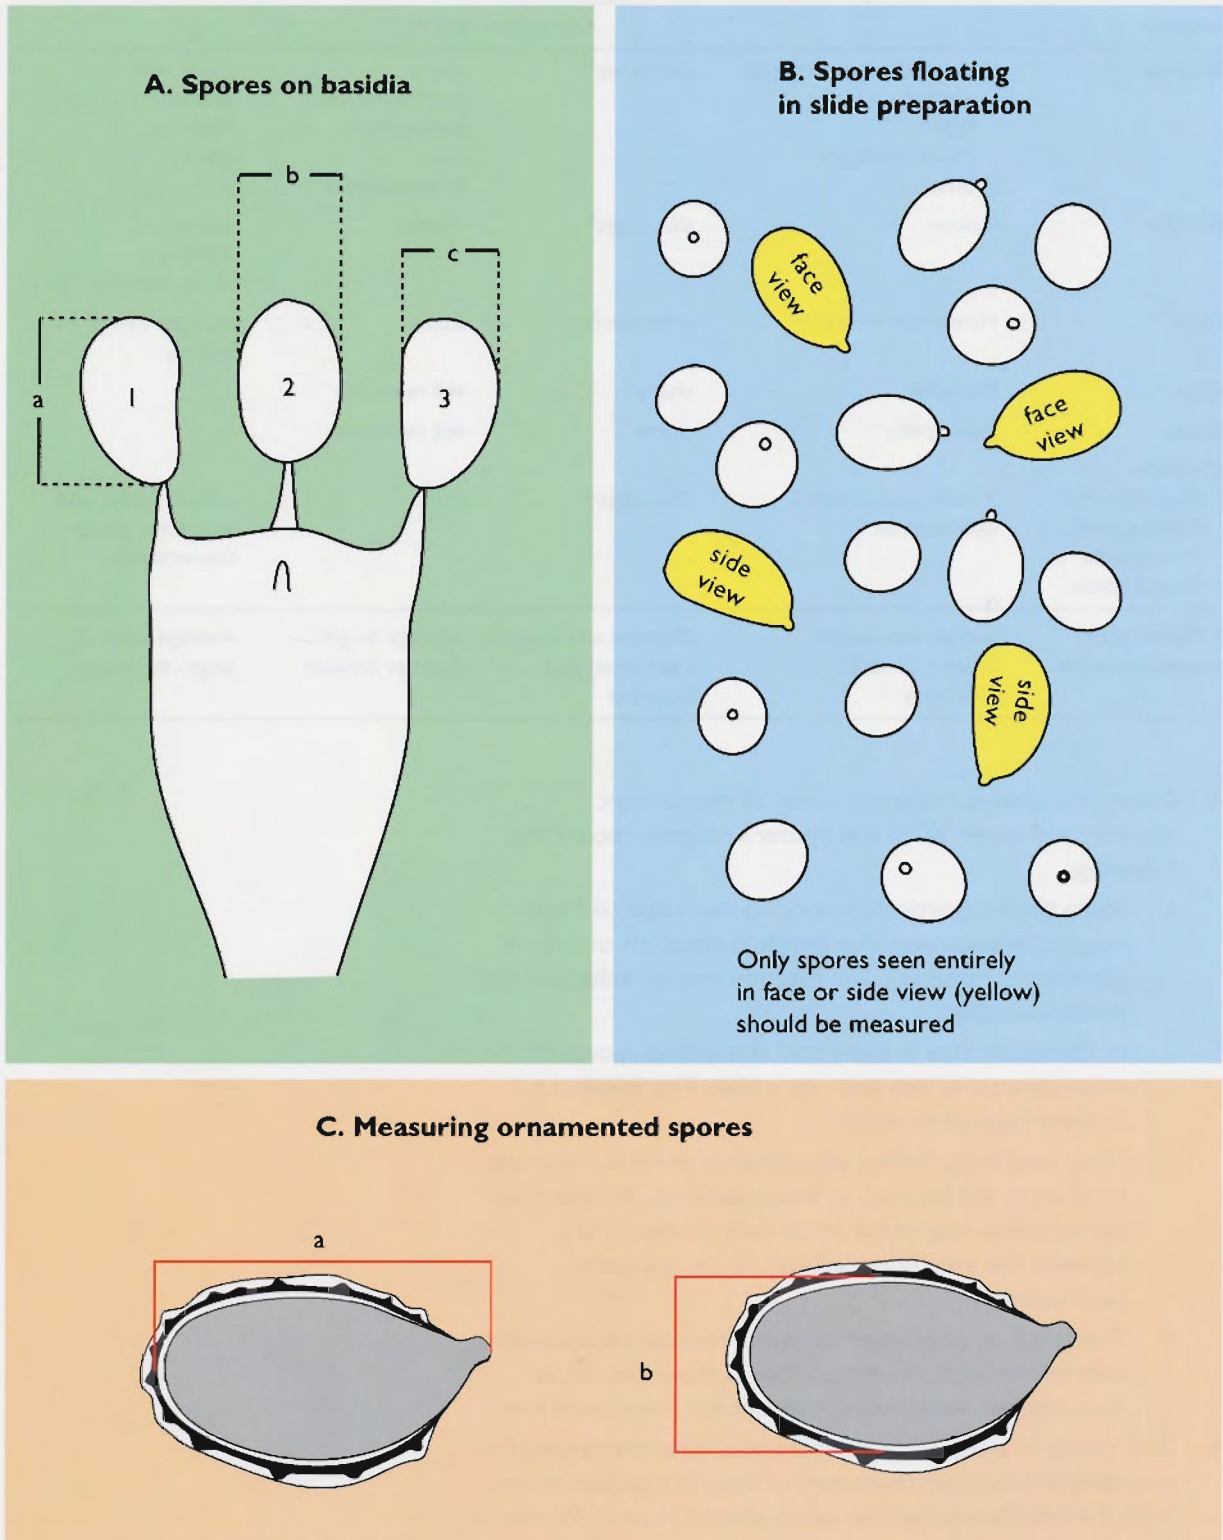 A. Spores on basidia
b
c
a
1
2
3
B. Spores floating
in slide preparation
face
view
face
view
side
view
side
view
Only spores seen entirely
in face or side view (yellow)
should be measured
C. Measuring ornamented spores
a
b